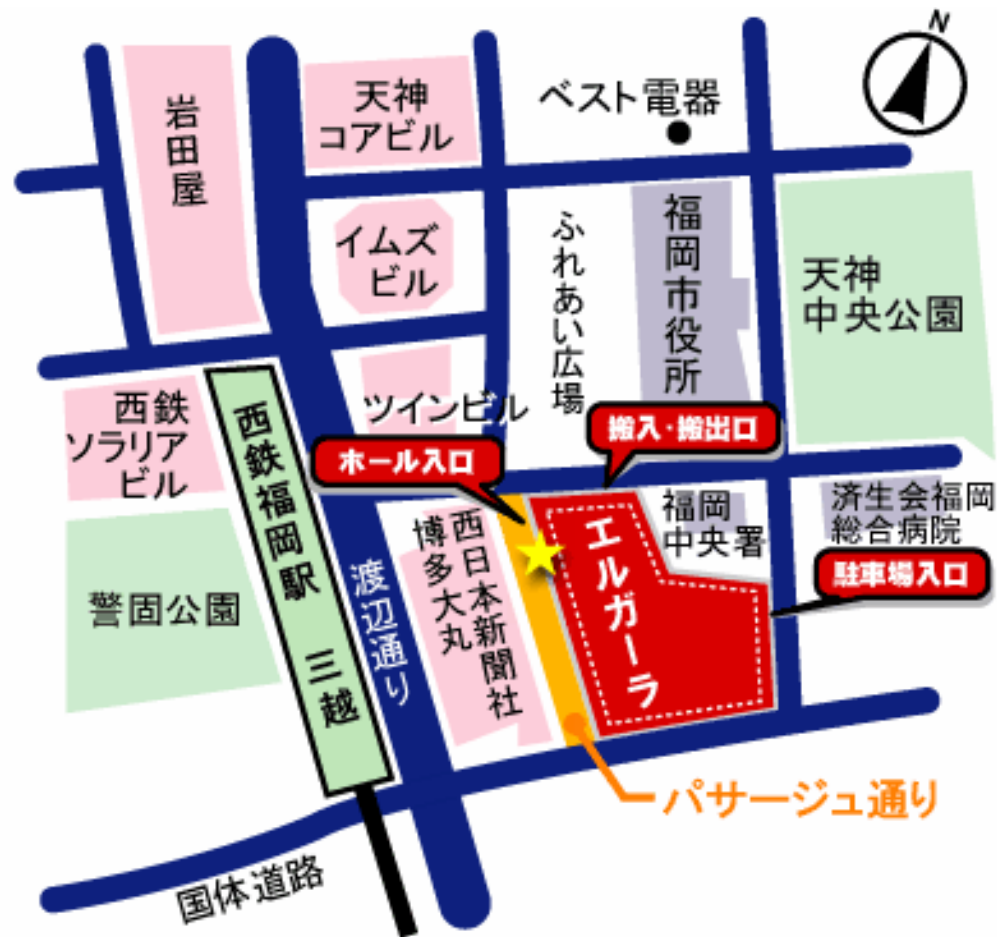 N
岩田屋
天神
コアビル
ベスト電器
イムズ
ビル
ふれあい広場
福岡市役所
天神
中央公園
西鉄
ソラリア
ビル
ツインビル
搬入・搬出口
ホール入口
西鉄福岡駅 三越
渡辺通り
西日本新聞社
博多大丸
エルガーラ
福岡
中央署
済生会福岡
総合病院
駐車場入口
警固公園
パサージュ通り
国体道路